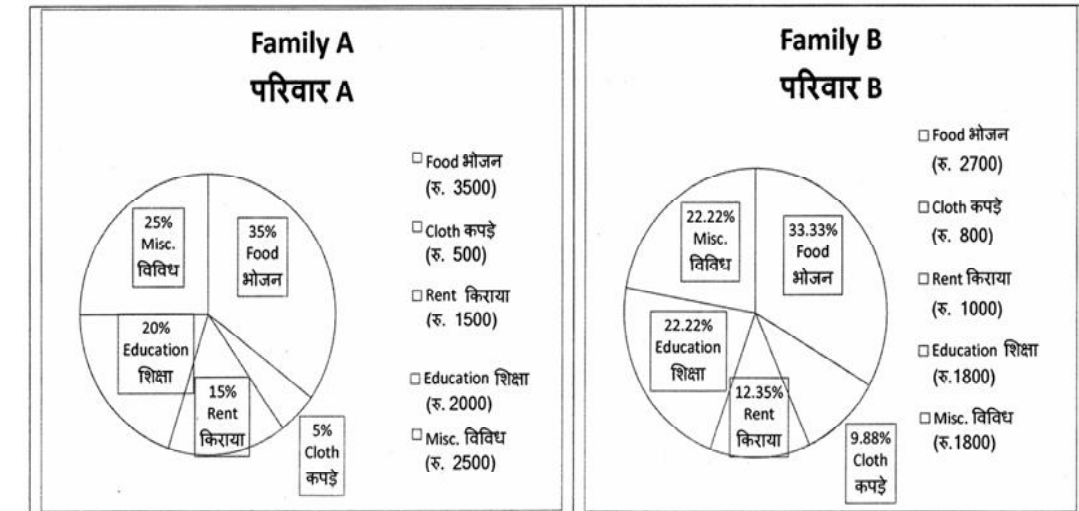 Family A
परिवार A
25%
Misc.
विविध
35%
Food
भोजन
20%
Education
शिक्षा
15%
Rent
किराया
5%
Cloth
कपड़े
Food भोजन
(रु. 3500)
Cloth कपड़े
(रु. 500)
Rent किराया
(रु. 1500)
Education शिक्षा
(रु. 2000)
Misc. विविध
(रु. 2500)
Family B
परिवार B
22.22%
Misc.
विविध
33.33%
Food
भोजन
22.22%
Education
शिक्षा
12.35%
Rent
किराया
9.88%
Cloth
कपड़े
Food भोजन
(रु. 2700)
Cloth कपड़े
(रु. 800)
Rent किराया
(रु. 1000)
Education शिक्षा
(रु.1800)
Misc. विविध
(रु.1800)